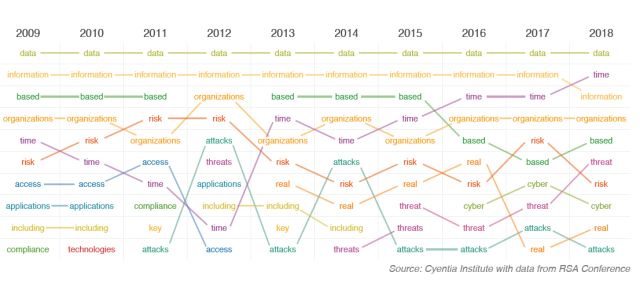 2009 2010 2011 2012 2013 2014 2015 2016 2017 2018
data data data data data data data data data data
information information information information information information information information information time
based based based organizations based based based time time information
organizations organizations risk risk time organizations time organizations organizations organizations
time risk organizations attacks organizations time organizations based risk based
risk time access threats risk attacks risk real based threat
access access time applications real risk real risk cyber risk
applications applications compliance including including real threats cyber threat cyber
including including key time key including threats threat attacks real
compliance technologies attacks access attacks threats attacks attacks real attacks
Source: Cyentia Institute with data from RSA Conference